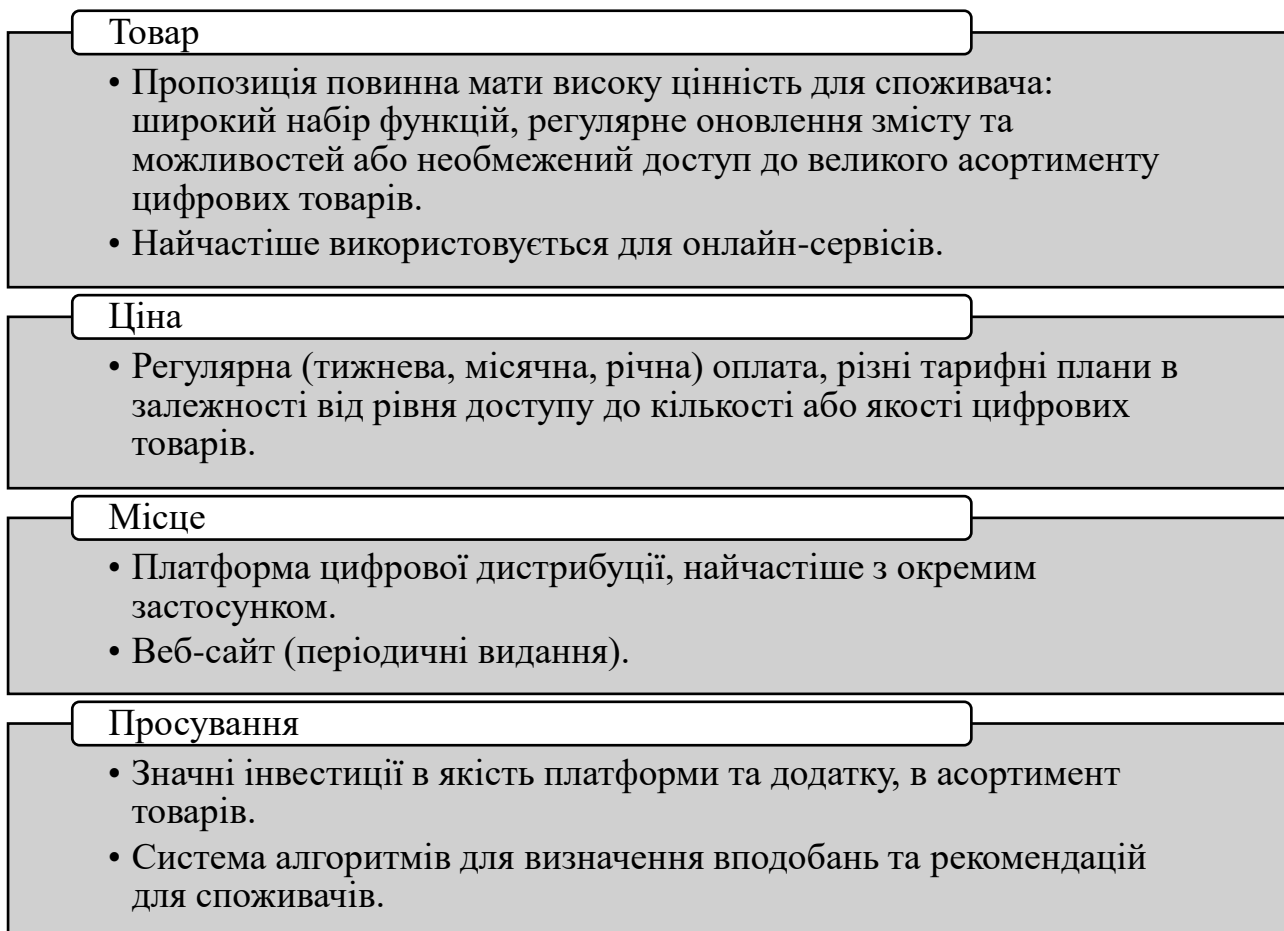 Товар
• Пропозиція повинна мати високу цінність для споживача:
широкий набір функцій, регулярне оновлення змісту та
можливостей або необмежений доступ до великого асортименту
цифрових товарів.
• Найчастіше використовується для онлайн-сервісів.
Ціна
• Регулярна (тижнева, місячна, річна) оплата, різні тарифні плани в
залежності від рівня доступу до кількості або якості цифрових
товарів.
Місце
• Платформа цифрової дистрибуції, найчастіше з окремим
застосунком.
• Веб-сайт (періодичні видання).
Просування
• Значні інвестиції в якість платформи та додатку, в асортимент
товарів.
• Система алгоритмів для визначення вподобань та рекомендацій
для споживачів.